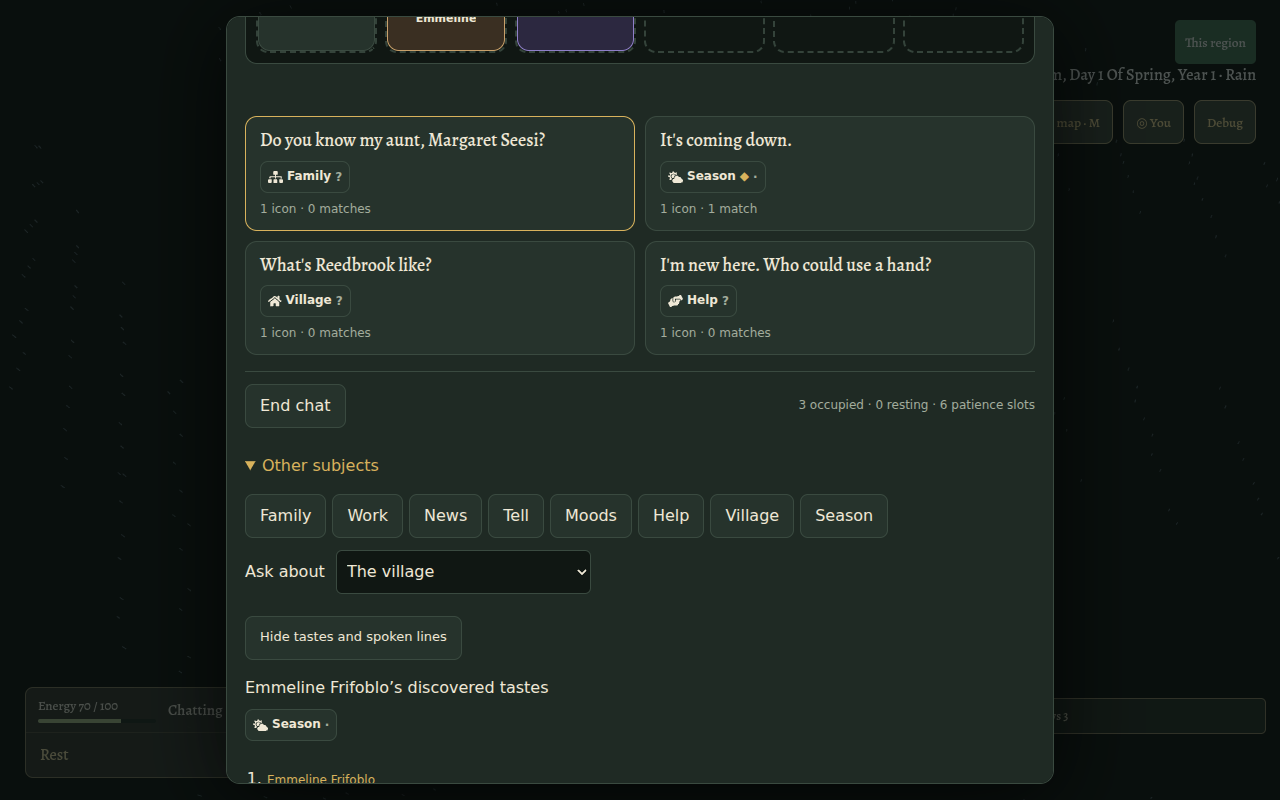 Emmeline
This region
n, Day 1 Of Spring, Year 1 · Rain
map · M
◎ You
Debug
Do you know my aunt, Margaret Seesi?
Family ?
1 icon · 0 matches
It's coming down.
Season ◆ ·
1 icon · 1 match
What's Reedbrook like?
Village ?
1 icon · 0 matches
I'm new here. Who could use a hand?
Help ?
1 icon · 0 matches
End chat
3 occupied · 0 resting · 6 patience slots
▼ Other subjects
Family
Work
News
Tell
Moods
Help
Village
Season
Ask about
The village
Hide tastes and spoken lines
Emmeline Frifoblo’s discovered tastes
Season ·
1. Emmeline Frifoblo
Energy 70 / 100
Chatting
Rest